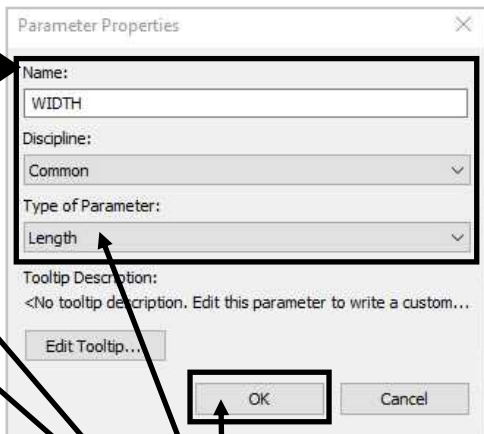 Parameter Properties
Name:
WIDTH
Discipline:
Common
Type of Parameter:
Length
Tooltip Description:
<No tooltip description. Edit this parameter to write a custom...
Edit Tooltip...
OK Cancel